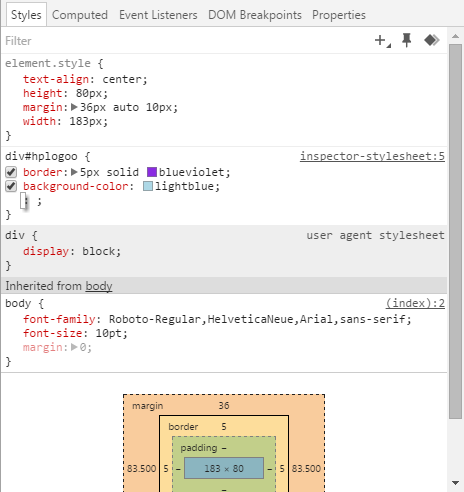 Styles Computed Event Listeners DOM Breakpoints Properties
Filter
element.style {
text-align: center;
height: 80px;
margin: 36px auto 10px;
width: 183px;
}
div#hplogoo { inspector-stylesheet:5
border: 5px solid blueviolet;
background-color: lightblue;
: ;
}
div { user agent stylesheet
display: block;
}
Inherited from body
body { (index):2
font-family: Roboto-Regular,HelveticaNeue,Arial,sans-serif;
font-size: 10pt;
margin: 0;
}
margin 36
border 5
padding –
83.500 5 – 183 × 80 – 5 83.500
–